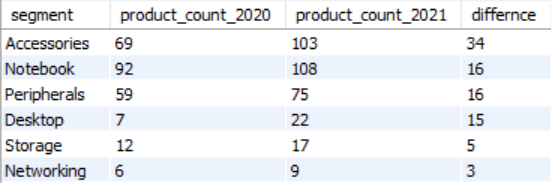 segment product_count_2020 product_count_2021 differnce
Accessories 69 103 34
Notebook 92 108 16
Peripherals 59 75 16
Desktop 7 22 15
Storage 12 17 5
Networking 6 9 3